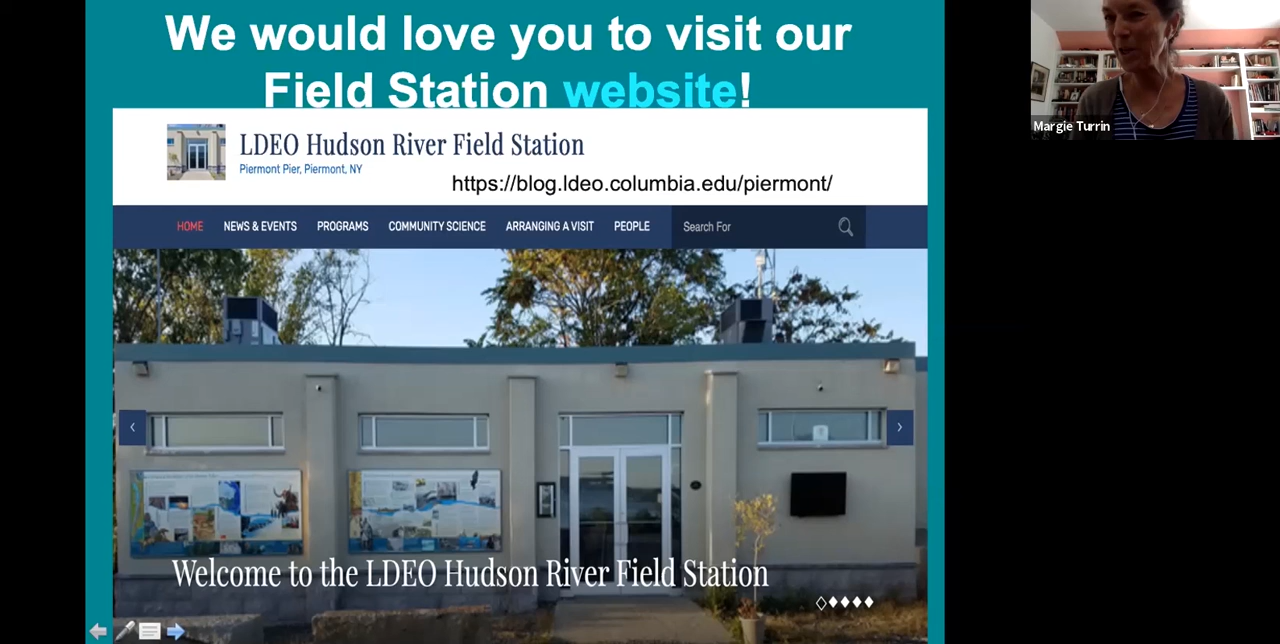 We would love you to visit our
Field Station website!
LDEO Hudson River Field Station
Piermont Pier, Piermont, NY
https://blog.ldeo.columbia.edu/piermont/
HOME NEWS & EVENTS PROGRAMS COMMUNITY SCIENCE ARRANGING A VISIT PEOPLE Search For
Welcome to the LDEO Hudson River Field Station
Margie Turrin